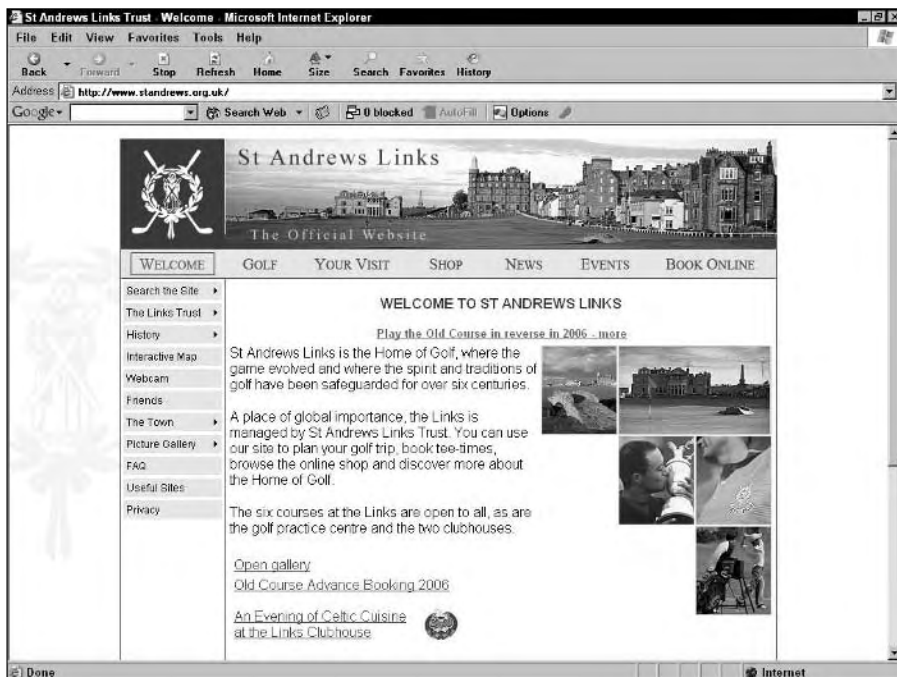 St Andrews Links Trust - Welcome - Microsoft Internet Explorer
File Edit View Favorites Tools Help
Back Forward Stop Refresh Home Size Search Favorites History
Address http://www.standrews.org.uk/
Google Search Web 0 blocked AutoFill Options
St Andrews Links
The Official Website
WELCOME GOLF YOUR VISIT SHOP NEWS EVENTS BOOK ONLINE
Search the Site
The Links Trust
History
Interactive Map
Webcam
Friends
The Town
Picture Gallery
FAQ
Useful Sites
Privacy
WELCOME TO ST ANDREWS LINKS
Play the Old Course in reverse in 2006 - more
St Andrews Links is the Home of Golf, where the
game evolved and where the spirit and traditions of
golf have been safeguarded for over six centuries.
A place of global importance, the Links is
managed by St Andrews Links Trust. You can use
our site to plan your golf trip, book tee-times,
browse the online shop and discover more about
the Home of Golf.
The six courses at the Links are open to all, as are
the golf practice centre and the two clubhouses.
Open gallery
Old Course Advance Booking 2006
An Evening of Celtic Cuisine
at the Links Clubhouse
Done Internet